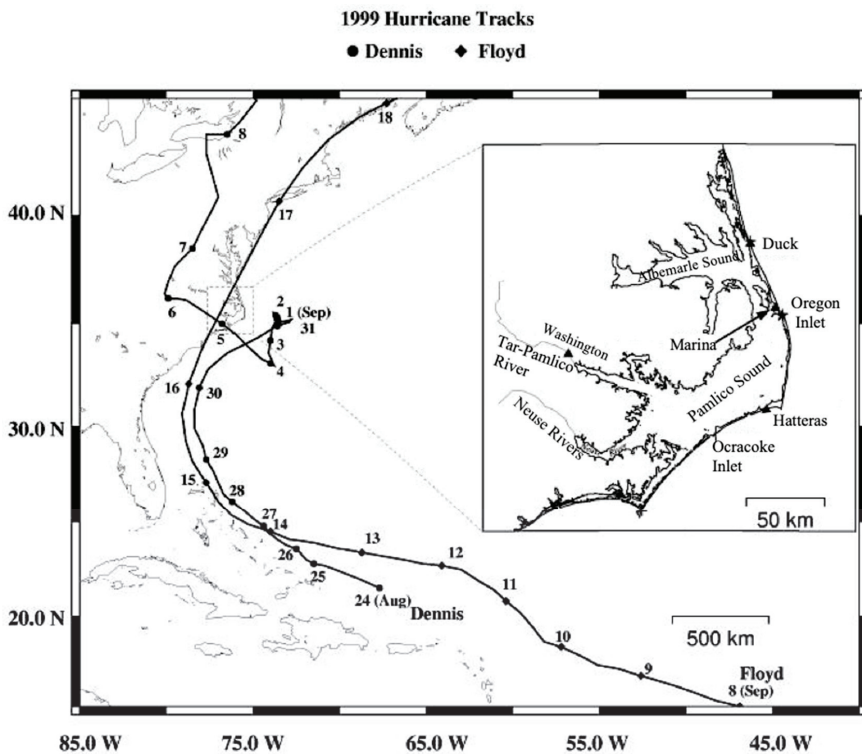 1999 Hurricane Tracks
● Dennis ◆ Floyd
40.0 N
30.0 N
20.0 N
85.0 W
75.0 W
65.0 W
55.0 W
45.0 W
8
18
17
7
6
2
1 (Sep)
31
5
3
4
16
30
29
15
28
27
14
26
25
24 (Aug)
Dennis
13
12
11
10
9
Floyd
8 (Sep)
500 km
Duck
Albemarle Sound
Oregon
Inlet
Marina
Washington
Tar-Pamlico
River
Pamlico Sound
Neuse Rivers
Hatteras
Ocracoke
Inlet
50 km